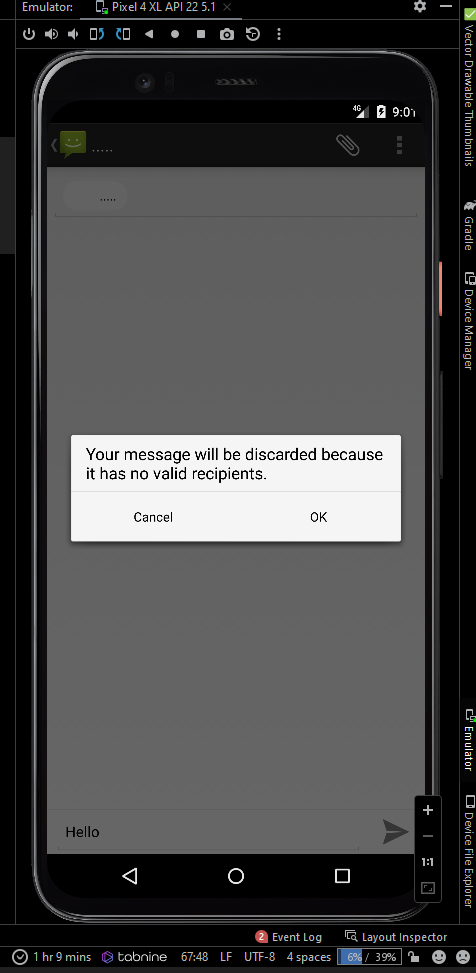 Emulator:
Pixel 4 XL API 22 5.1
4G
9:01
.....
.....
Your message will be discarded because
it has no valid recipients.
Cancel
OK
Hello
1:1
Vector Drawable Thumbnails
Gradle
Device Manager
Emulator
Device File Explorer
2 Event Log
Layout Inspector
1 hr 9 mins
tabnine
67:48
LF
UTF-8
4 spaces
6% / 39%